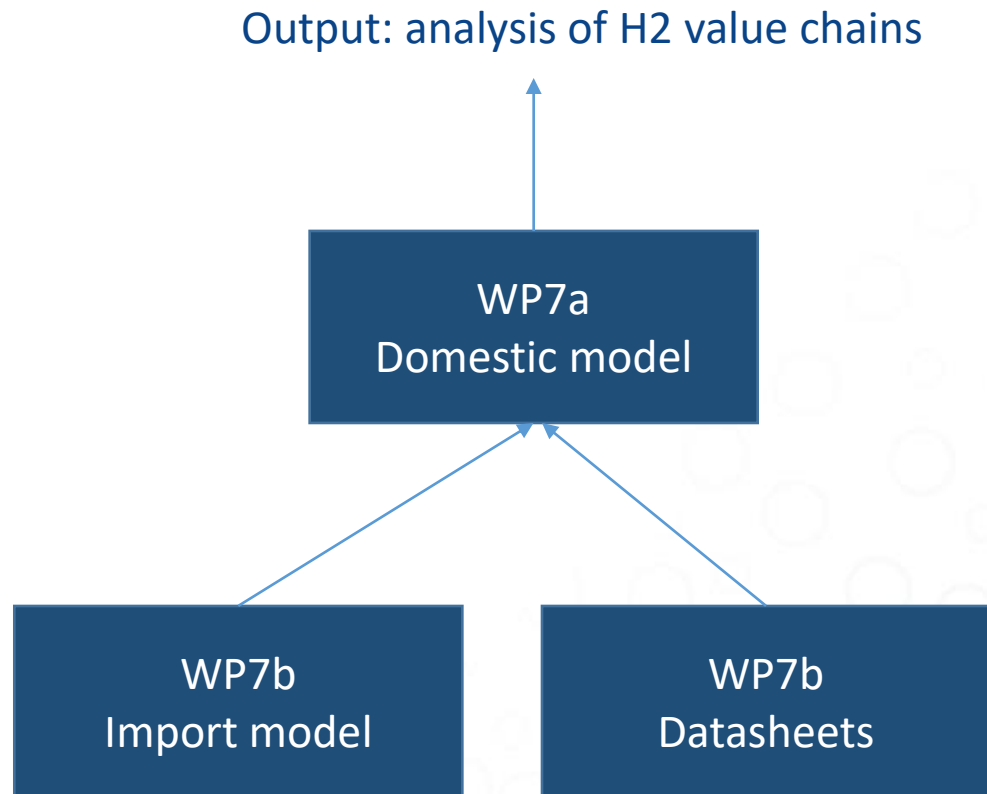 Output: analysis of H2 value chains
WP7a
Domestic model
WP7b
Import model
WP7b
Datasheets